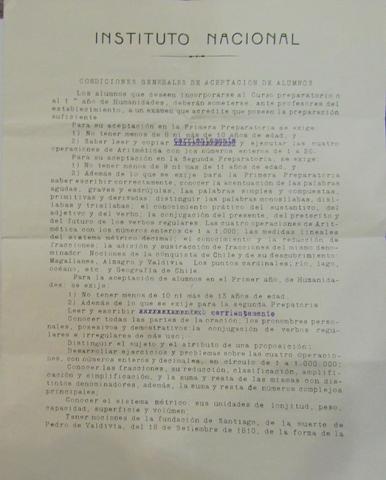 INSTITUTO NACIONAL
CONDICIONES GENERALES DE ACEPTACION DE ALUMNOS
Los alumnos que deseen incorporarse al Curso preparatorio o
al 1er año de Humanidades, deberán someterse, ante profesores del
establecimiento, a un examen que acredite que poseen la preparación
suficiente
Para su aceptación en la Primera Preparatoria se exige:
1) No tener menos de 8 ni más de 10 años de edad, y
2) Saber leer y copiar corrientemente y ejecutar las cuatro
operaciones de Aritmética con los números enteros de 1 a 20.
Para su aceptación en la Segunda Preparatoria, se exige:
1) No tener menos de 9 ni más de 11 años de edad, y
2) Además de lo que se exije para la Primera Preparatoria
saber escribir correctamente, conocer la acentuación de las palabras
agudas, graves y esdrújulas, las palabras simples y compuestas,
primitivas y derivadas, distinguir las palabras monosílabas, disí-
labas y trisílabas; el conocimiento práctico del sustantivo, del
adjetivo y del verbo; la conjugación del presente, del pretérito y
del futuro de los verbos regulares. Las cuatro operaciones de Arit-
mética con los números enteros de 1 a 1.000, las medidas lineales
del sistema métrico decimal; el conocimiento y la reducción de
fracciones, la adición y sustracción de fracciones del mismo denomi-
nador. Nociones de la Conquista de Chile y de su descubrimiento;
Magallanes, Almagro y Valdivia. Los puntos cardinales; río, lago,
océano, etc. y Geografía de Chile
Para la aceptación de alumnos en el Primer año, de Humanida-
des; se exije:
1) No tener menos de 10 ni más de 13 años de edad
2) Además de lo que se exije para la segunda Preparatoria
Leer y escribir corrientemente
Conocer todas las partes de la oración; los pronombres perso-
nales, posesivos y demostrativos; la conjugación de verbos regu-
lares e irregulares de más uso;
Distinguir el sujeto y el atributo de una proposición;
Desarrollar ejercicios y problemas sobre las cuatro operacio-
nes, con números enteros y decimales, en círculo de 1 a 1.000.000;
Conocer las fracciones, su reducción, clasificación, amplifi-
cación y simplificación, y la suma y resta de las mismas con dis-
tintos denominadores, además, la suma y resta de números complejos
principales,
Conocer el sistema métrico, sus unidades de lonjitud, peso,
capacidad, superficie y volúmen
Tener nociones de la fundación de Santiago, de la muerte de
Pedro de Valdivia, del 18 de Setiembre de 1810, de la forma de la